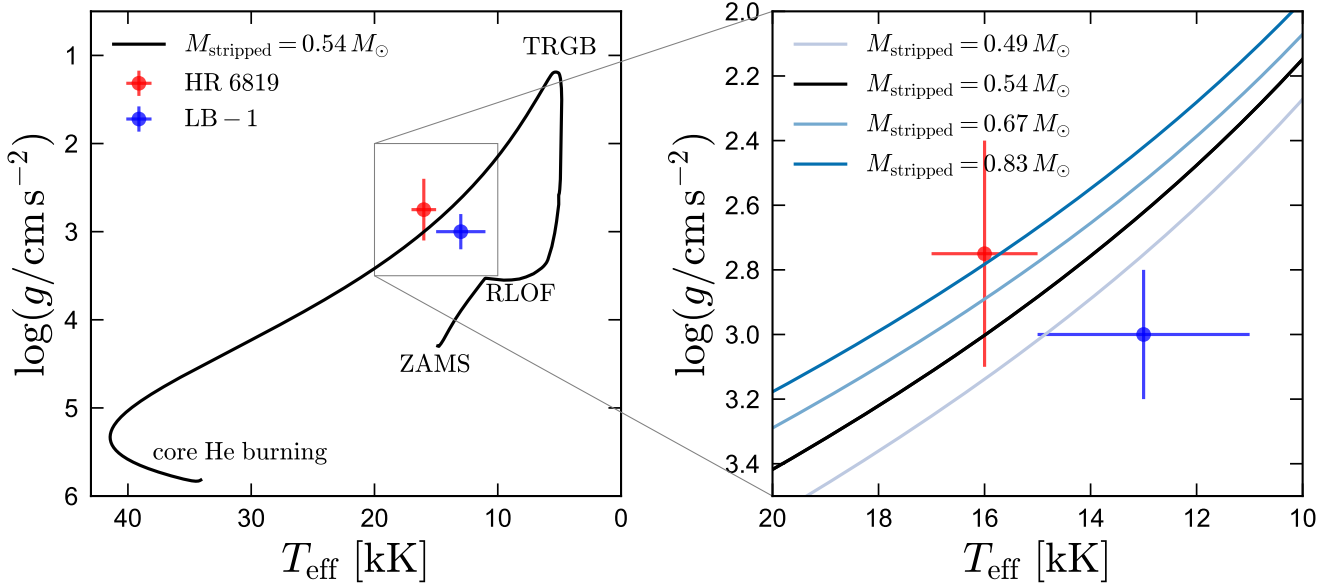 M_stripped = 0.54 M_⊙
HR 6819
LB − 1
TRGB
RLOF
ZAMS
core He burning
1
2
3
4
5
6
40
30
20
10
0
log(g/cm s⁻²)
T_eff [kK]
M_stripped = 0.49 M_⊙
M_stripped = 0.54 M_⊙
M_stripped = 0.67 M_⊙
M_stripped = 0.83 M_⊙
2.0
2.2
2.4
2.6
2.8
3.0
3.2
3.4
20
18
16
14
12
10
log(g/cm s⁻²)
T_eff [kK]